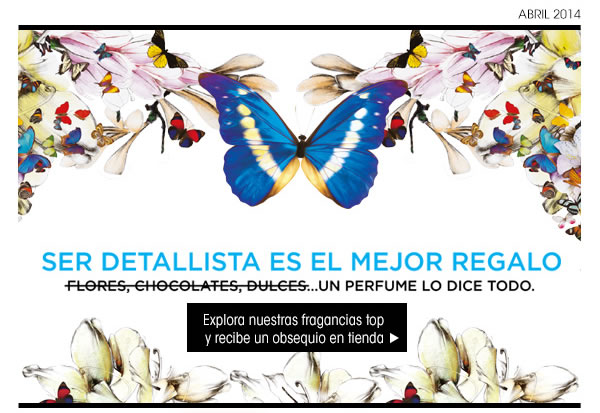 ABRIL 2014
SER DETALLISTA ES EL MEJOR REGALO
FLORES, CHOCOLATES, DULCES...UN PERFUME LO DICE TODO.
Explora nuestras fragancias top
y recibe un obsequio en tienda ▶